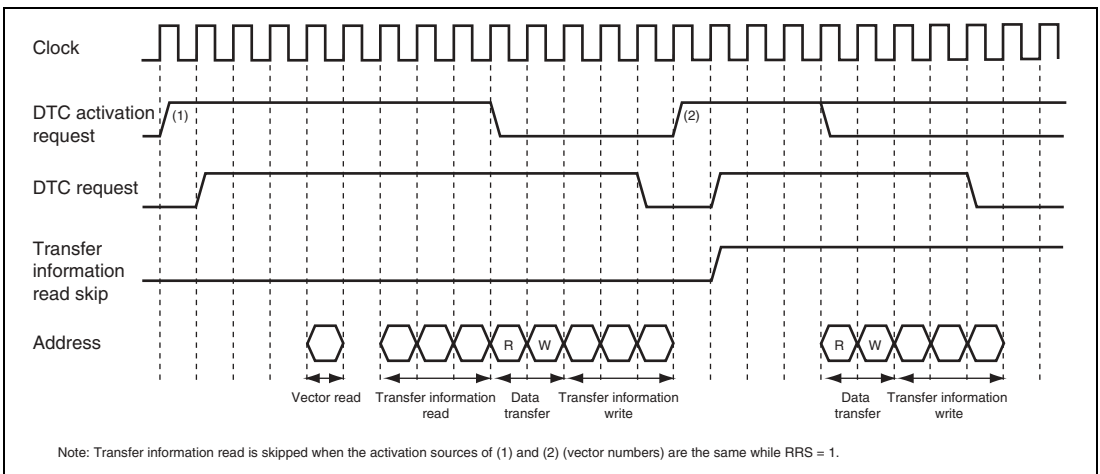 Clock
DTC activation
request
(1)
(2)
DTC request
Transfer
information
read skip
Address
R
W
R
W
Vector read
Transfer information
read
Data
transfer
Transfer information
write
Data
transfer
Transfer information
write
Note: Transfer information read is skipped when the activation sources of (1) and (2) (vector numbers) are the same while RRS = 1.